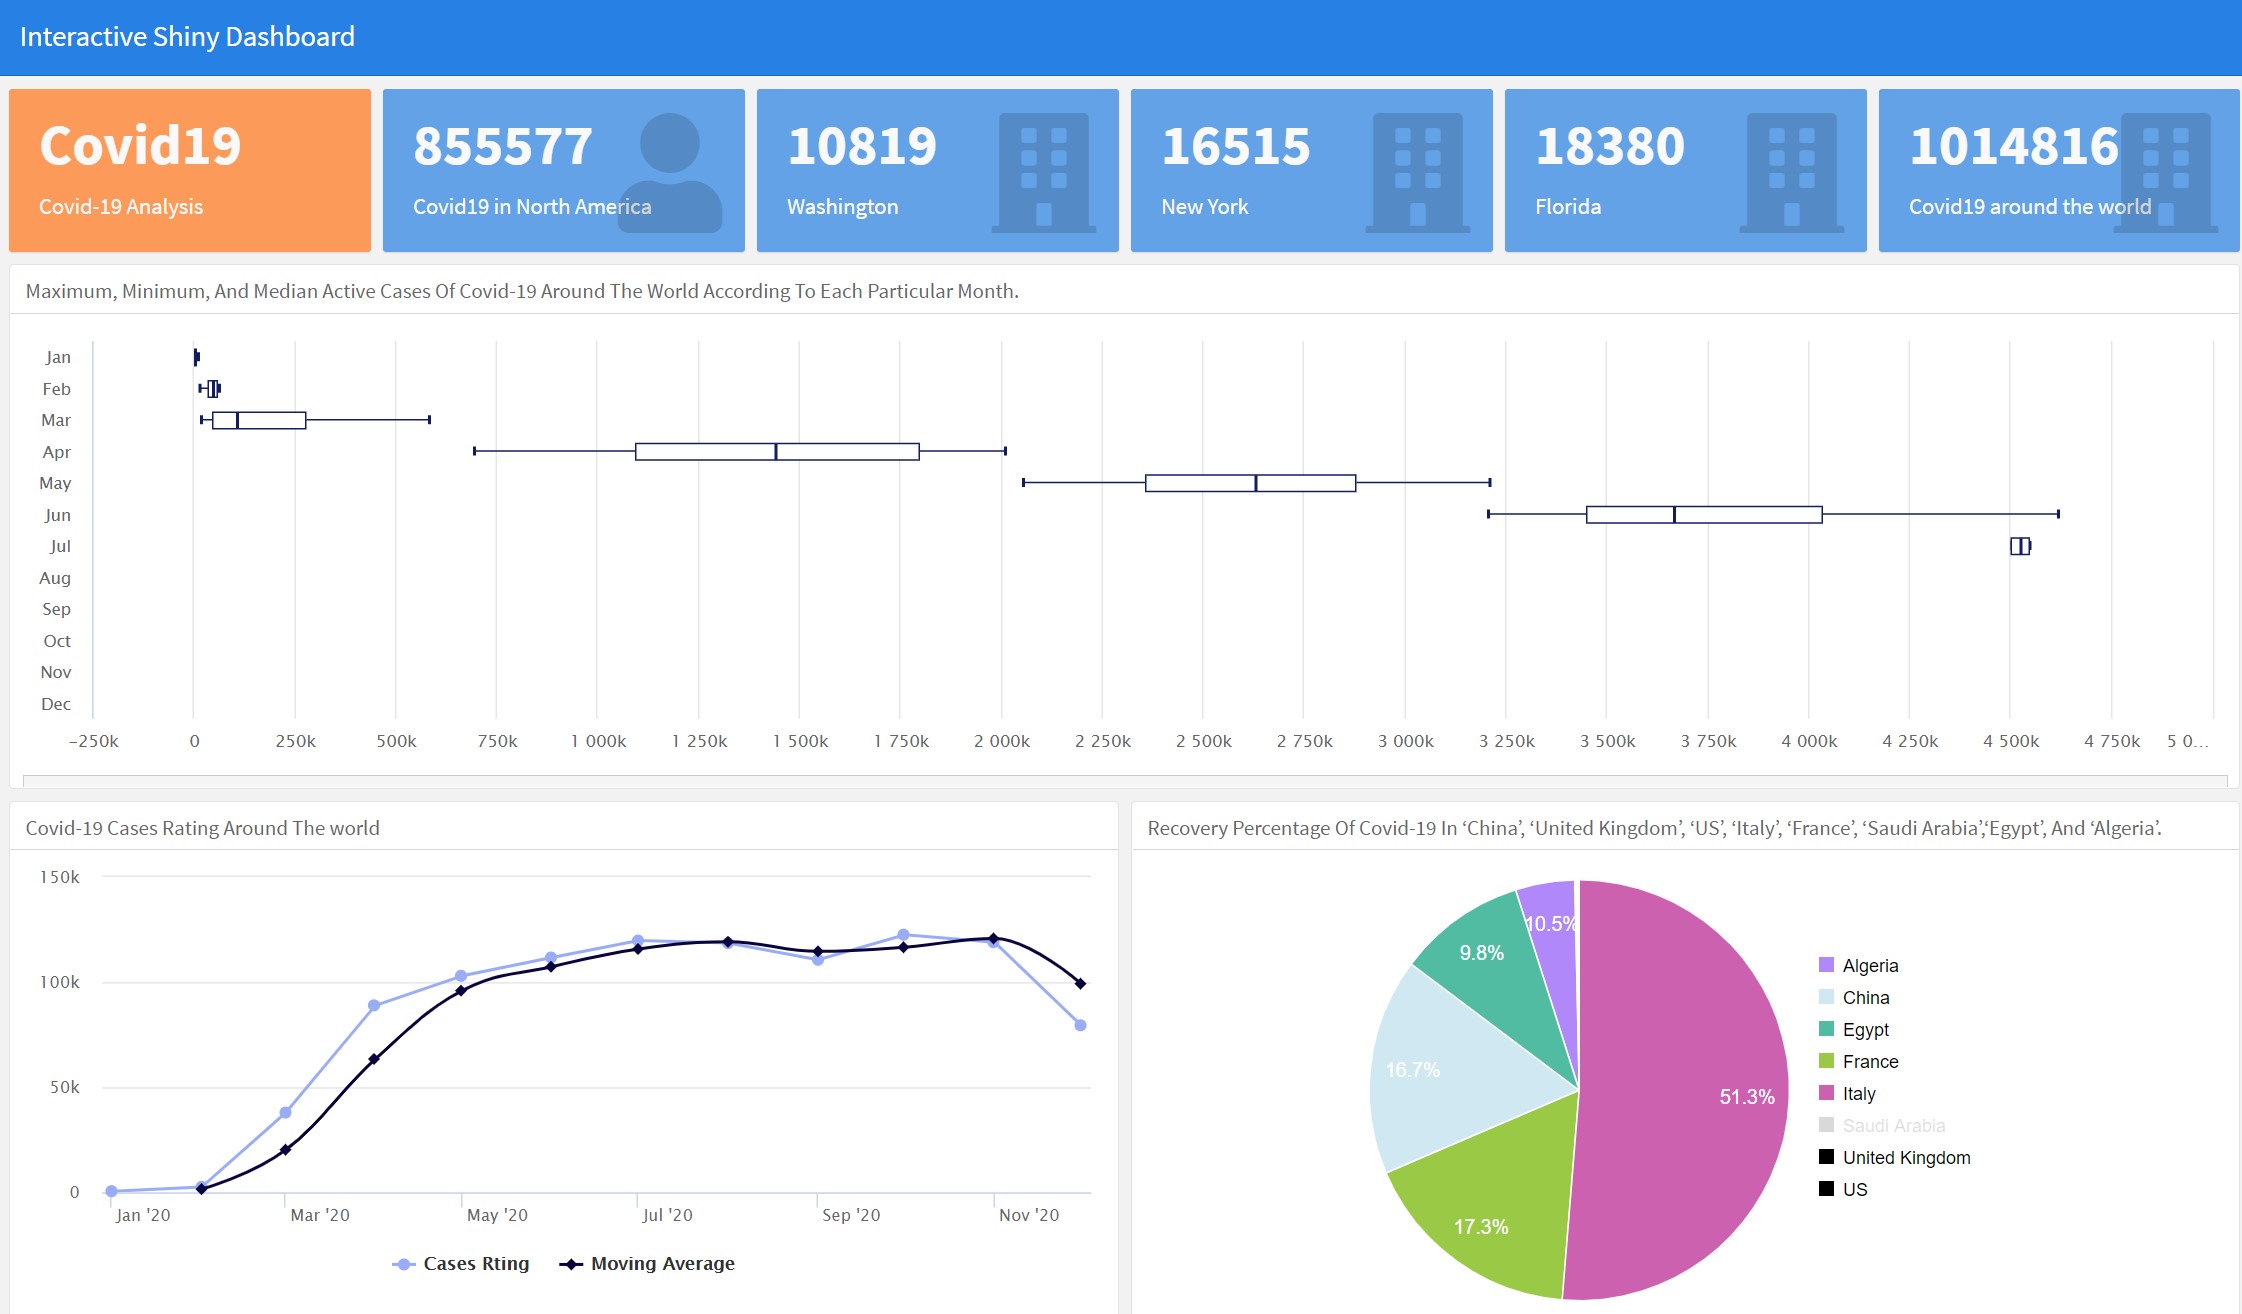 Interactive Shiny Dashboard
Covid19
Covid-19 Analysis
855577
Covid19 in North America
10819
Washington
16515
New York
18380
Florida
1014816
Covid19 around the world
Maximum, Minimum, And Median Active Cases Of Covid-19 Around The World According To Each Particular Month.
Jan
Feb
Mar
Apr
May
Jun
Jul
Aug
Sep
Oct
Nov
Dec
−250k 0 250k 500k 750k 1 000k 1 250k 1 500k 1 750k 2 000k 2 250k 2 500k 2 750k 3 000k 3 250k 3 500k 3 750k 4 000k 4 250k 4 500k 4 750k 5 0…
Covid-19 Cases Rating Around The world
150k
100k
50k
0
Jan '20 Mar '20 May '20 Jul '20 Sep '20 Nov '20
Cases Rting Moving Average
Recovery Percentage Of Covid-19 In ‘China’, ‘United Kingdom’, ‘US’, ‘Italy’, ‘France’, ‘Saudi Arabia’,‘Egypt’, And ‘Algeria’.
10.5%
9.8%
16.7%
51.3%
17.3%
Algeria
China
Egypt
France
Italy
Saudi Arabia
United Kingdom
US